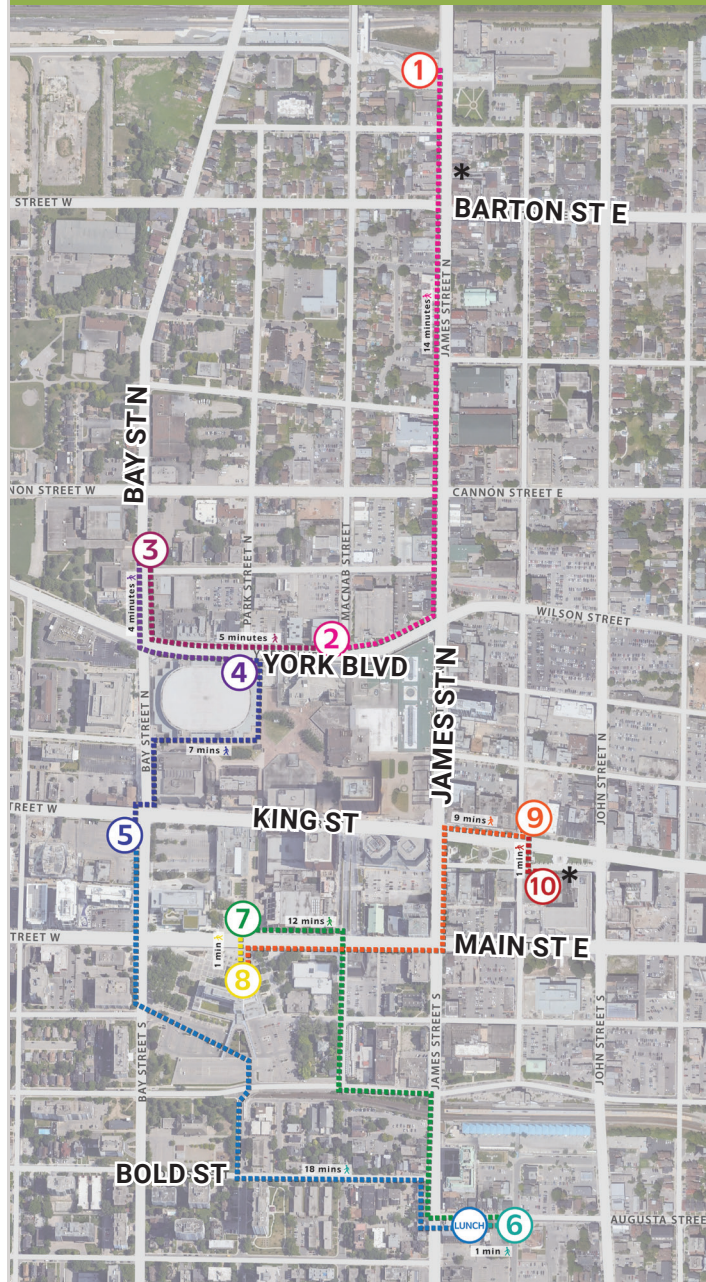 1
*
STREET W
BARTON ST E
14 minutes
JAMES STREET N
BAY ST N
NON STREET W
CANNON STREET E
3
PARK STREET N
MACNAB STREET
4 minutes
WILSON STREET
5 minutes
2
4
YORK BLVD
JAMES ST N
BAY STREET N
7 mins
JOHN STREET N
TREET W
KING ST
9 mins
9
5
1 min
10
*
7
12 mins
TREET W
1 min
MAIN ST E
8
BAY STREET S
JAMES STREET S
JOHN STREET S
BOLD ST
18 mins
LUNCH
6
AUGUSTA STREE
1 min